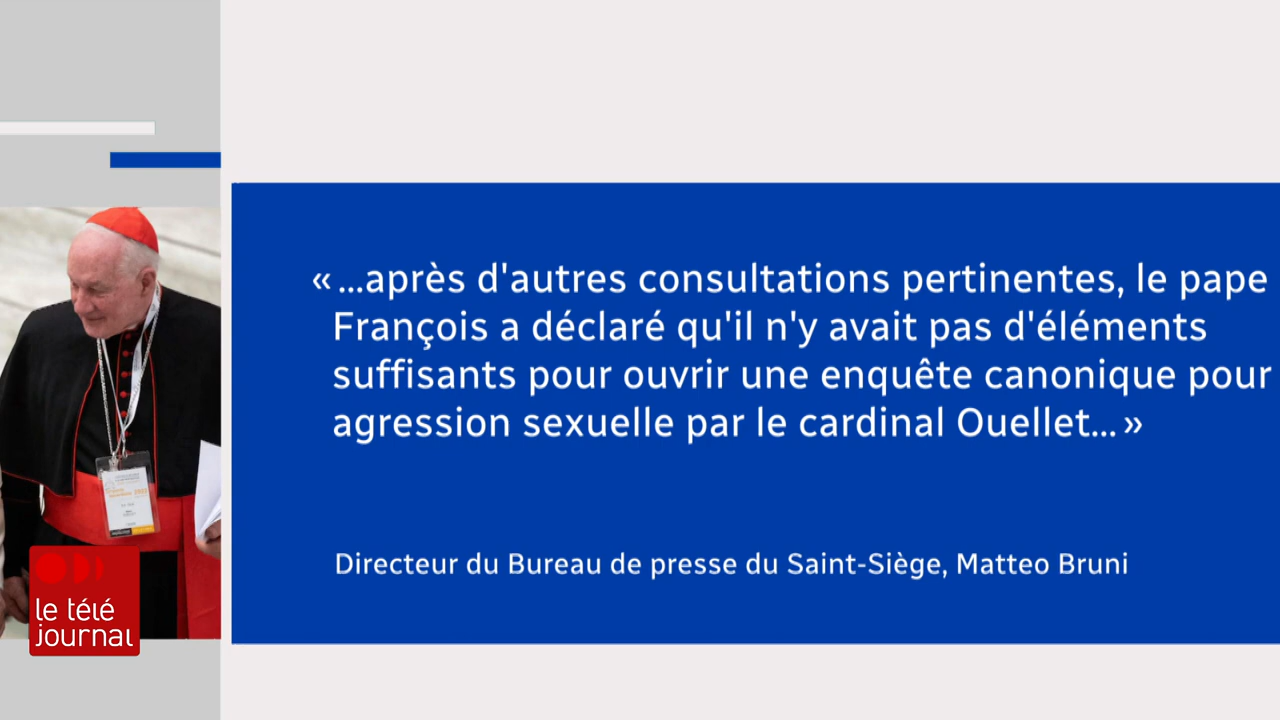 «…après d'autres consultations pertinentes, le pape
François a déclaré qu'il n'y avait pas d'éléments
suffisants pour ouvrir une enquête canonique pour
agression sexuelle par le cardinal Ouellet…»
Directeur du Bureau de presse du Saint-Siège, Matteo Bruni
le télé
journal